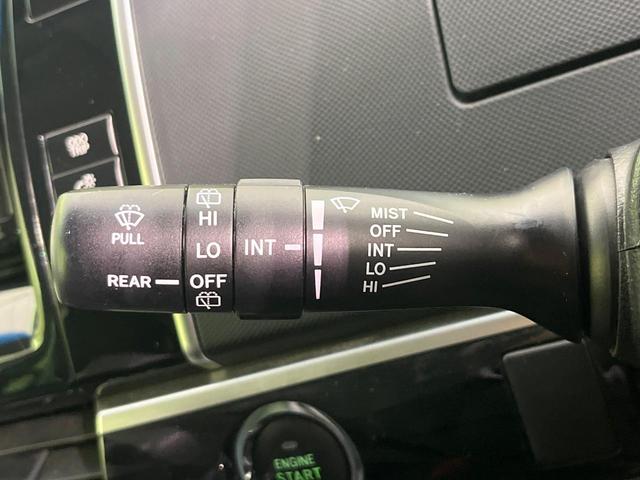 PULL
REAR
HI
LO
OFF
INT
MIST
OFF
INT
LO
HI
ENGINE
START